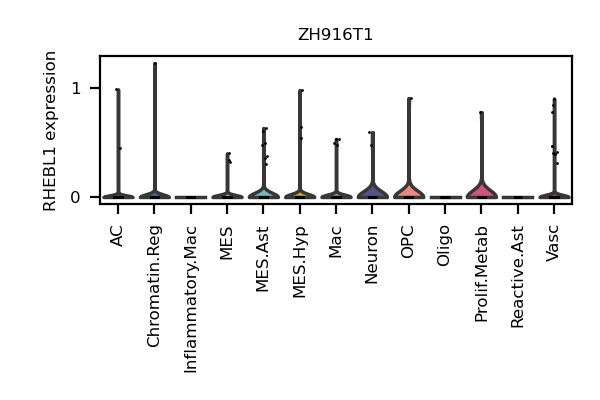 ZH916T1
RHEBL1 expression
1
0
AC
Chromatin.Reg
Inflammatory.Mac
MES
MES.Ast
MES.Hyp
Mac
Neuron
OPC
Oligo
Prolif.Metab
Reactive.Ast
Vasc